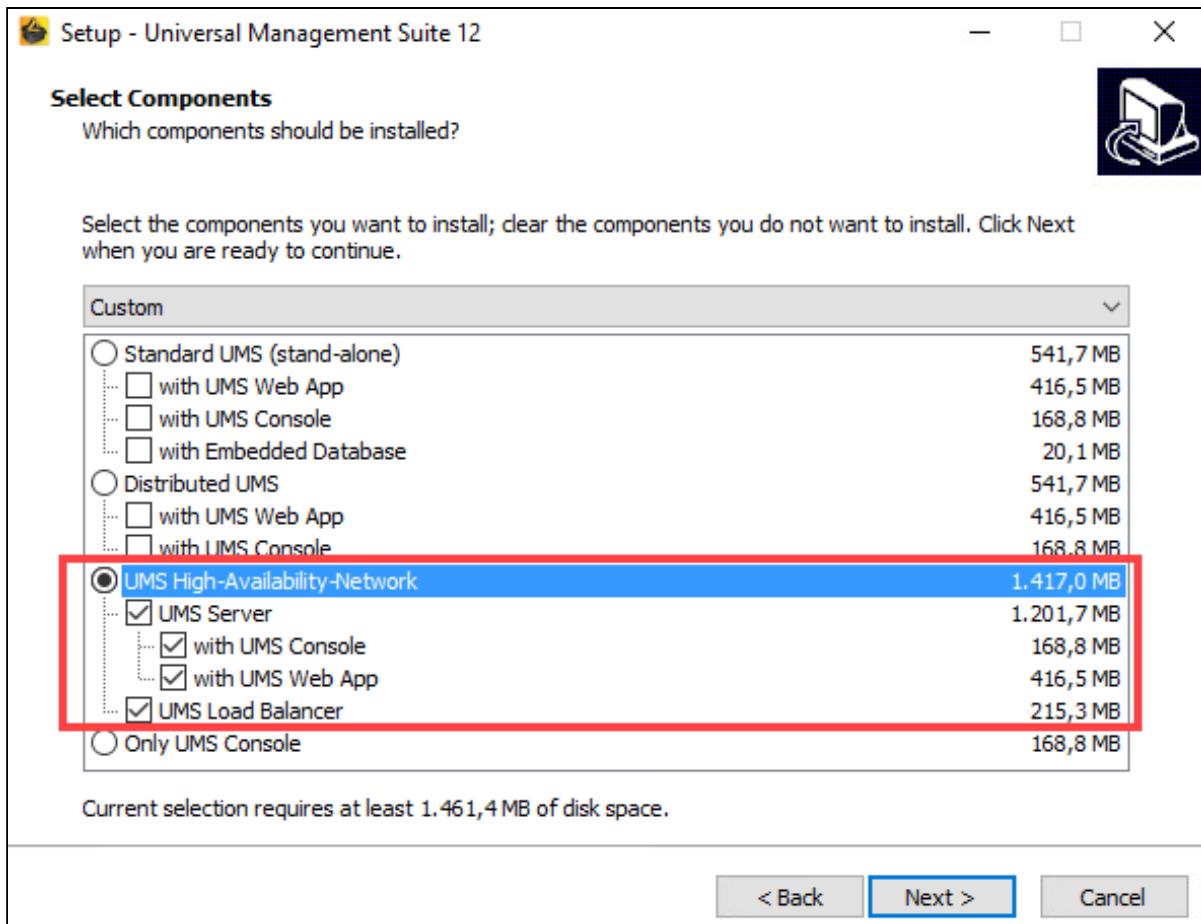 Setup - Universal Management Suite 12
Select Components
Which components should be installed?
Select the components you want to install; clear the components you do not want to install. Click Next
when you are ready to continue.
Custom
Standard UMS (stand-alone) 541,7 MB
with UMS Web App 416,5 MB
with UMS Console 168,8 MB
with Embedded Database 20,1 MB
Distributed UMS 541,7 MB
with UMS Web App 416,5 MB
with UMS Console 168,8 MB
UMS High-Availability-Network 1.417,0 MB
UMS Server 1.201,7 MB
with UMS Console 168,8 MB
with UMS Web App 416,5 MB
UMS Load Balancer 215,3 MB
Only UMS Console 168,8 MB
Current selection requires at least 1.461,4 MB of disk space.
< Back Next > Cancel